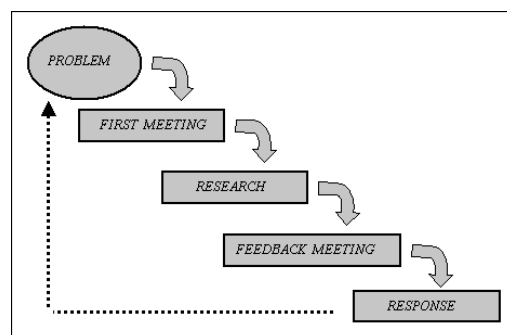 PROBLEM
FIRST MEETING
RESEARCH
FEEDBACK MEETING
RESPONSE